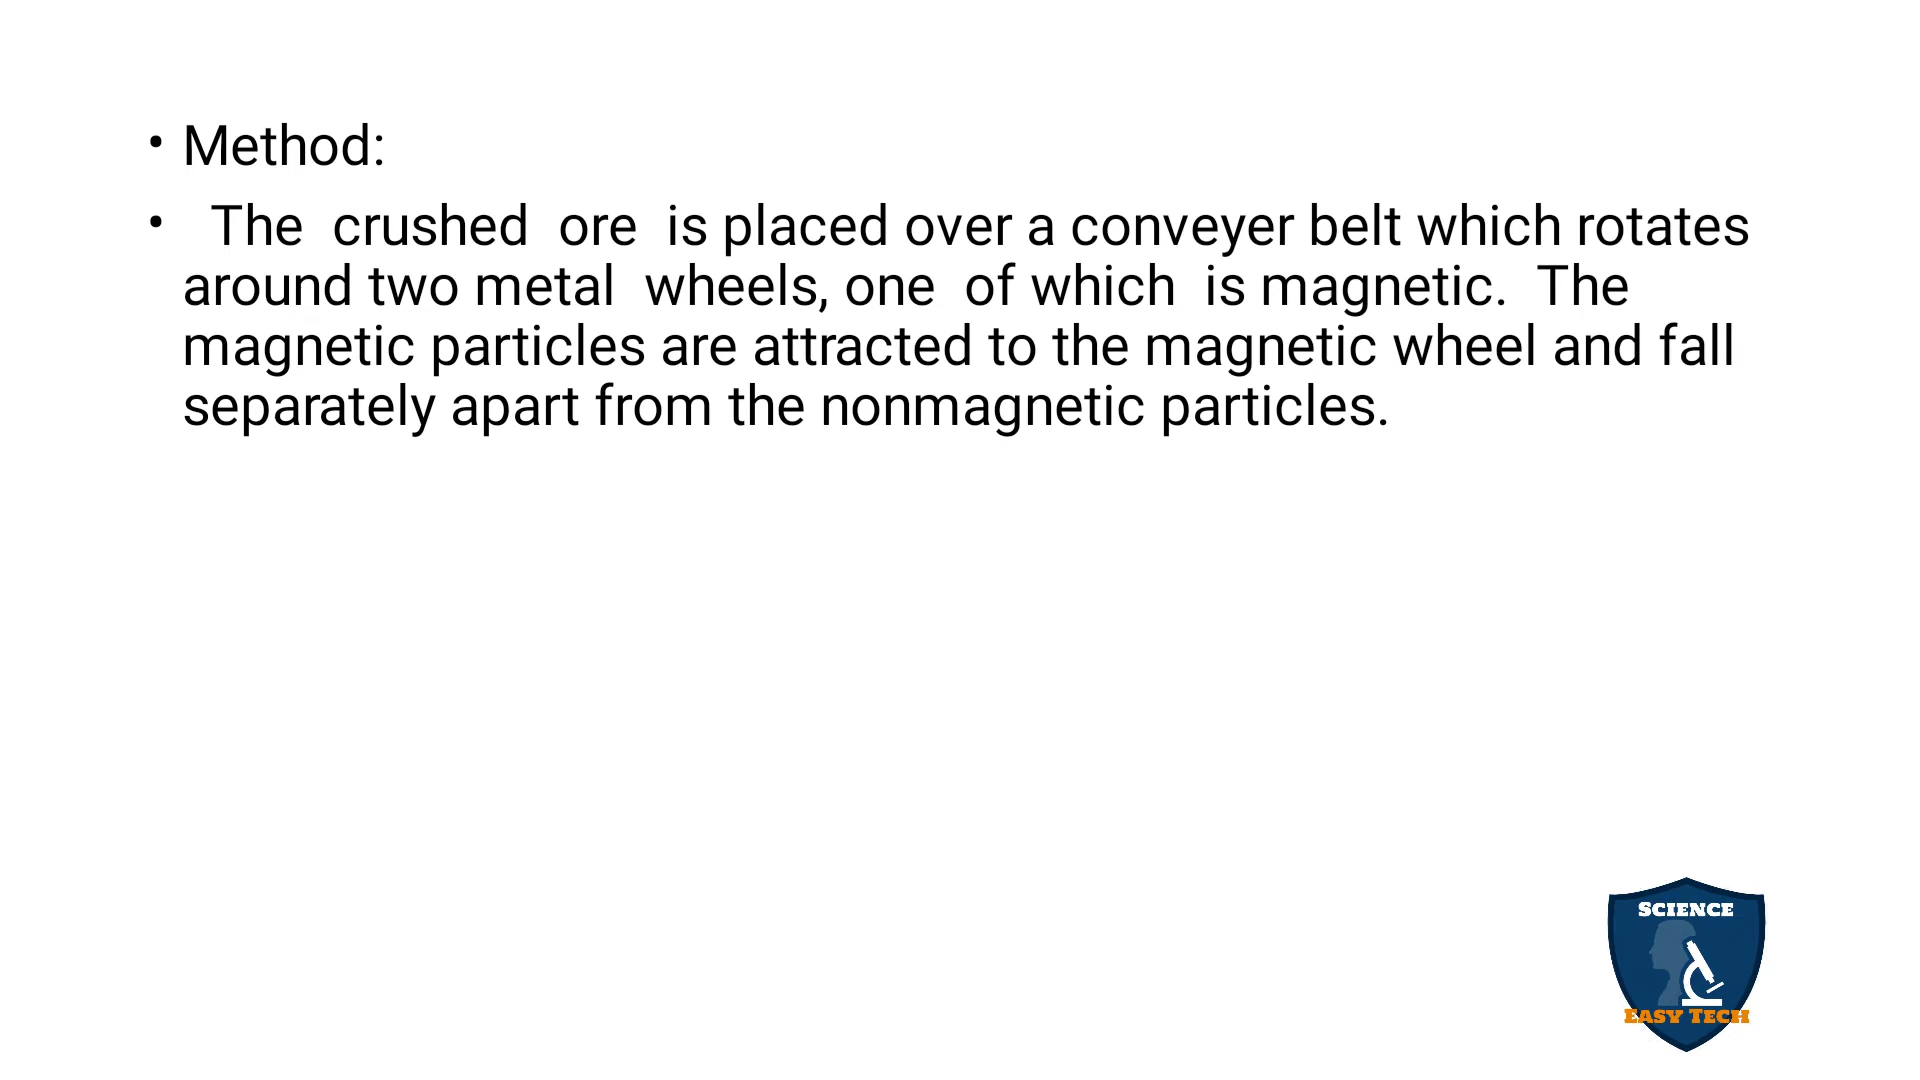 • Method:
• The crushed ore is placed over a conveyer belt which rotates
around two metal wheels, one of which is magnetic. The
magnetic particles are attracted to the magnetic wheel and fall
separately apart from the nonmagnetic particles.
SCIENCE
EASY TECH